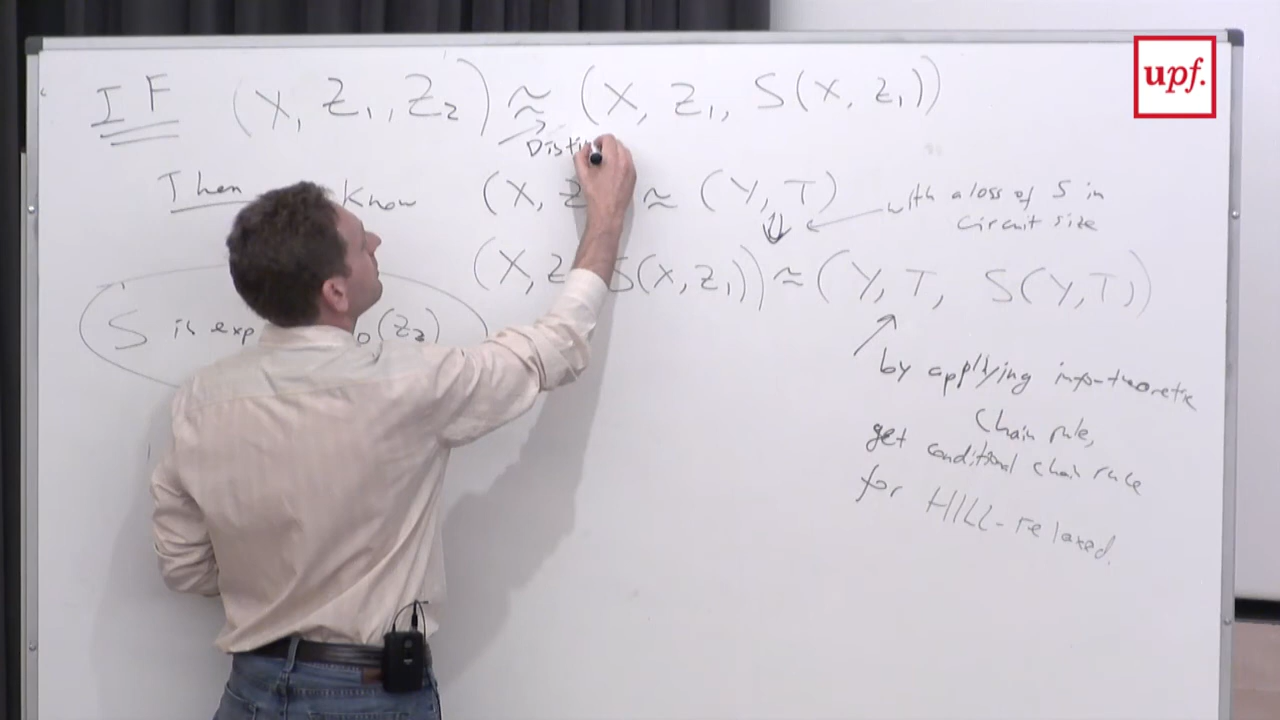 IF (X, Z₁, Z₂) ≈ (X, Z₁, S(X, Z₁))
Disti
Then Know (X, Z ≈ (Y, T)
with a loss of S in
circuit size
⇓
(X, Z S(X, Z₁)) ≈ (Y, T, S(Y, T))
S is exp (Z₂)
by applying info-theoretic
chain rule,
get conditional chain rule
for HILL-relaxed.
upf.